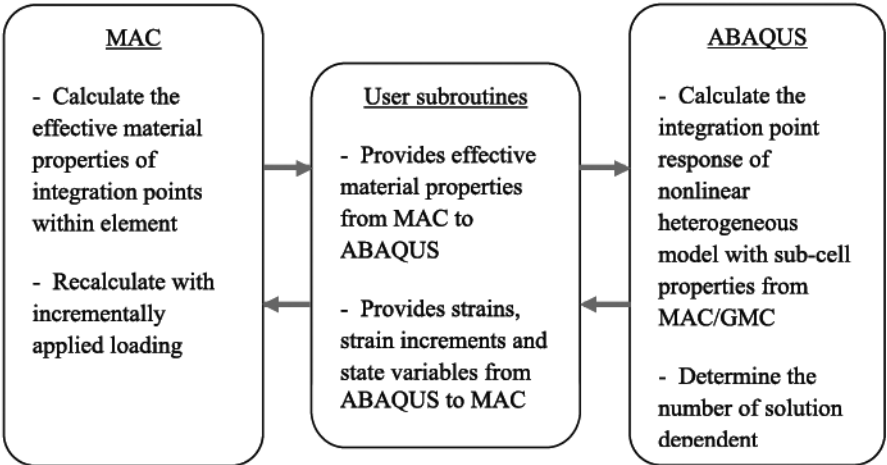 MAC
- Calculate the
effective material
properties of
integration points
within element
- Recalculate with
incrementally
applied loading
User subroutines
- Provides effective
material properties
from MAC to
ABAQUS
- Provides strains,
strain increments and
state variables from
ABAQUS to MAC
ABAQUS
- Calculate the
integration point
response of
nonlinear
heterogeneous
model with sub-cell
properties from
MAC/GMC
- Determine the
number of solution
dependent